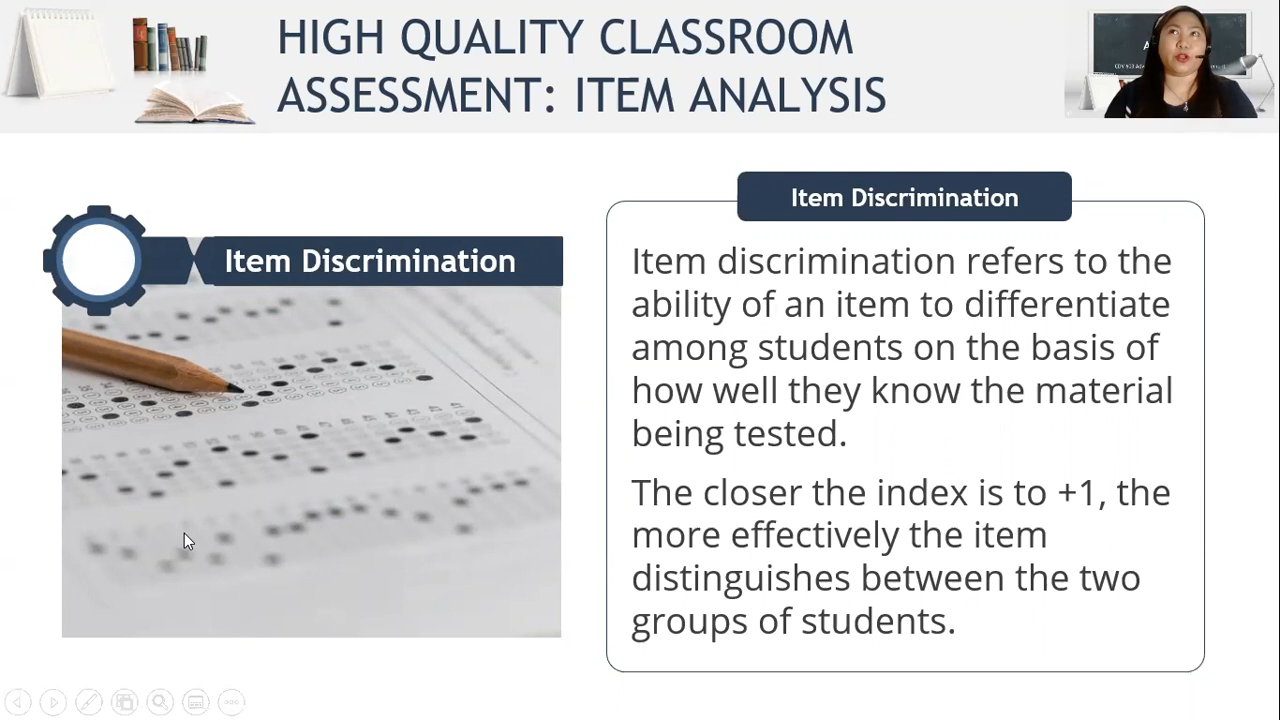 HIGH QUALITY CLASSROOM
ASSESSMENT: ITEM ANALYSIS
Item Discrimination
Item Discrimination
Item discrimination refers to the
ability of an item to differentiate
among students on the basis of
how well they know the material
being tested.
The closer the index is to +1, the
more effectively the item
distinguishes between the two
groups of students.